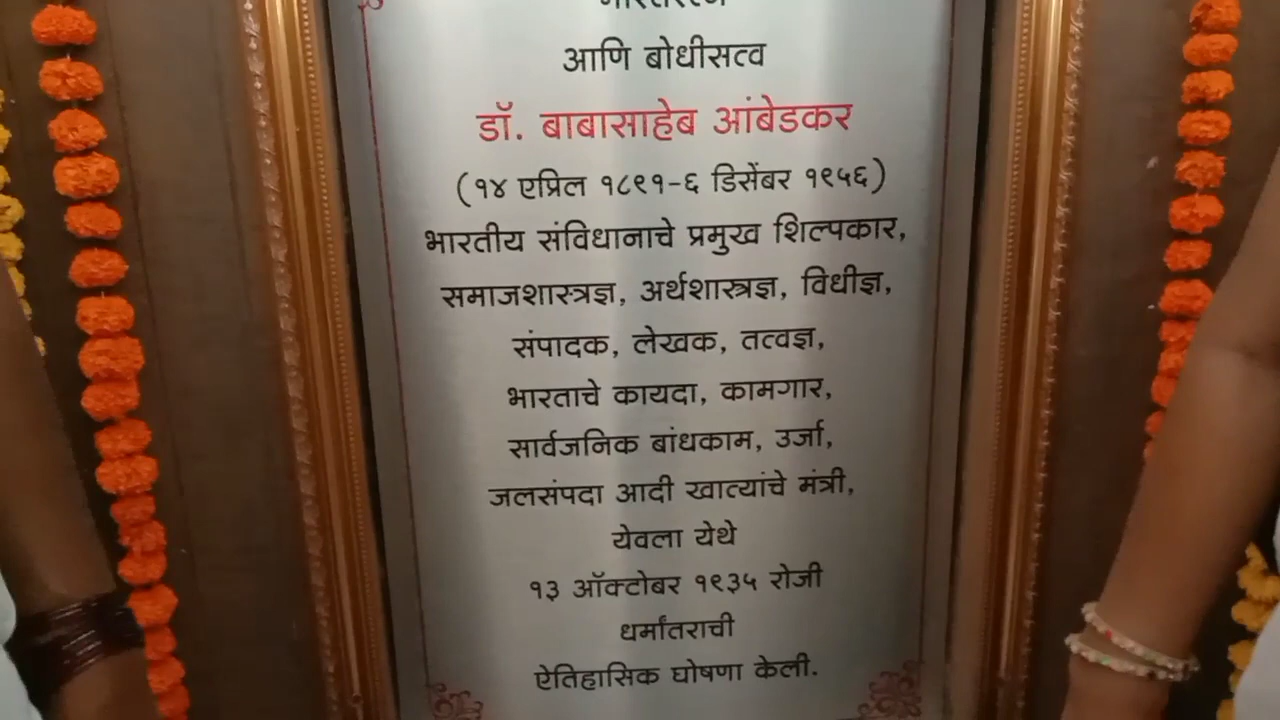 आणि बोधीसत्व
डॉ. बाबासाहेब आंबेडकर
(१४ एप्रिल १८९१-६ डिसेंबर १९५६)
भारतीय संविधानाचे प्रमुख शिल्पकार,
समाजशास्त्रज्ञ, अर्थशास्त्रज्ञ, विधीज्ञ,
संपादक, लेखक, तत्वज्ञ,
भारताचे कायदा, कामगार,
सार्वजनिक बांधकाम, उर्जा,
जलसंपदा आदी खात्यांचे मंत्री,
येवला येथे
१३ ऑक्टोबर १९३५ रोजी
धर्मांतराची
ऐतिहासिक घोषणा केली.